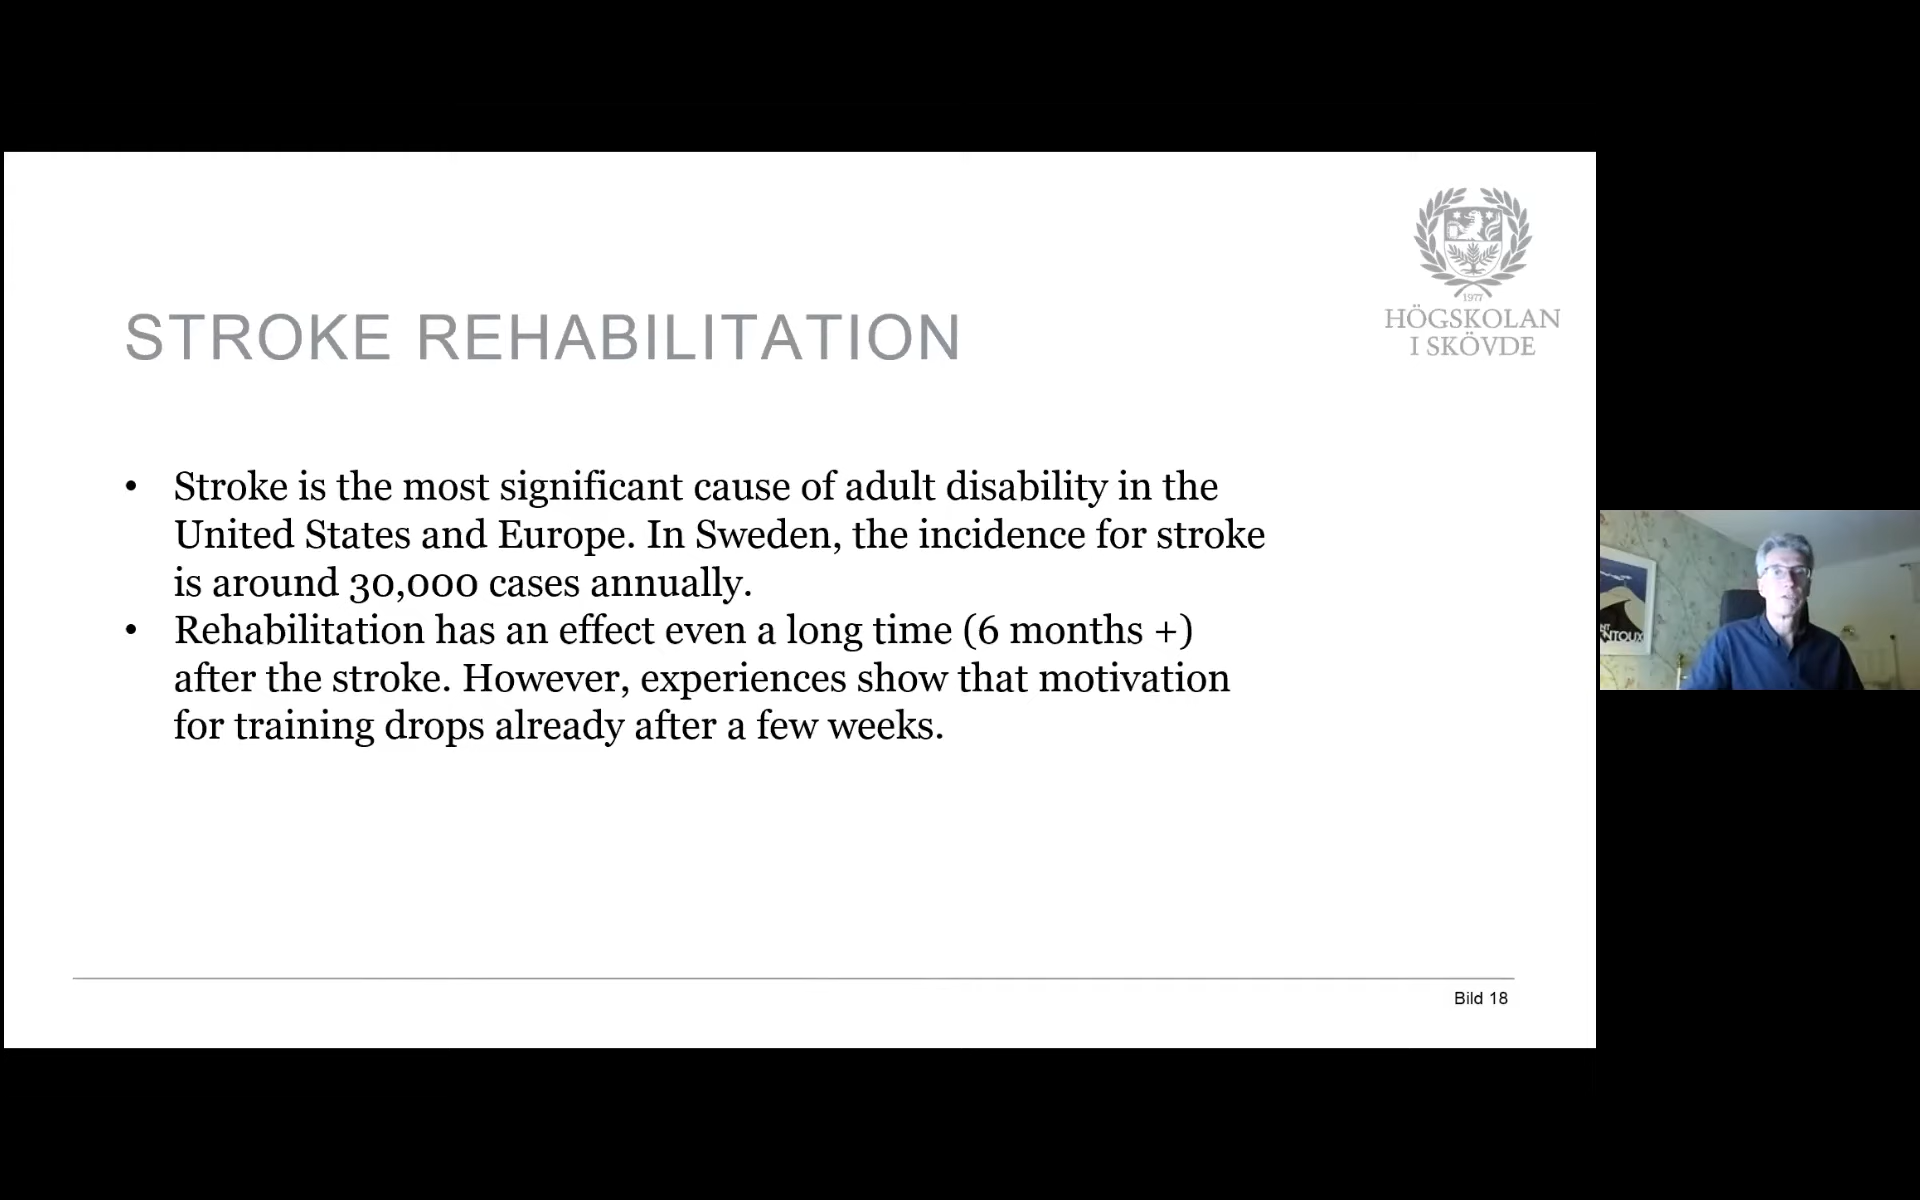 1977
HÖGSKOLAN
I SKÖVDE
STROKE REHABILITATION
• Stroke is the most significant cause of adult disability in the
United States and Europe. In Sweden, the incidence for stroke
is around 30,000 cases annually.
• Rehabilitation has an effect even a long time (6 months +)
after the stroke. However, experiences show that motivation
for training drops already after a few weeks.
Bild 18